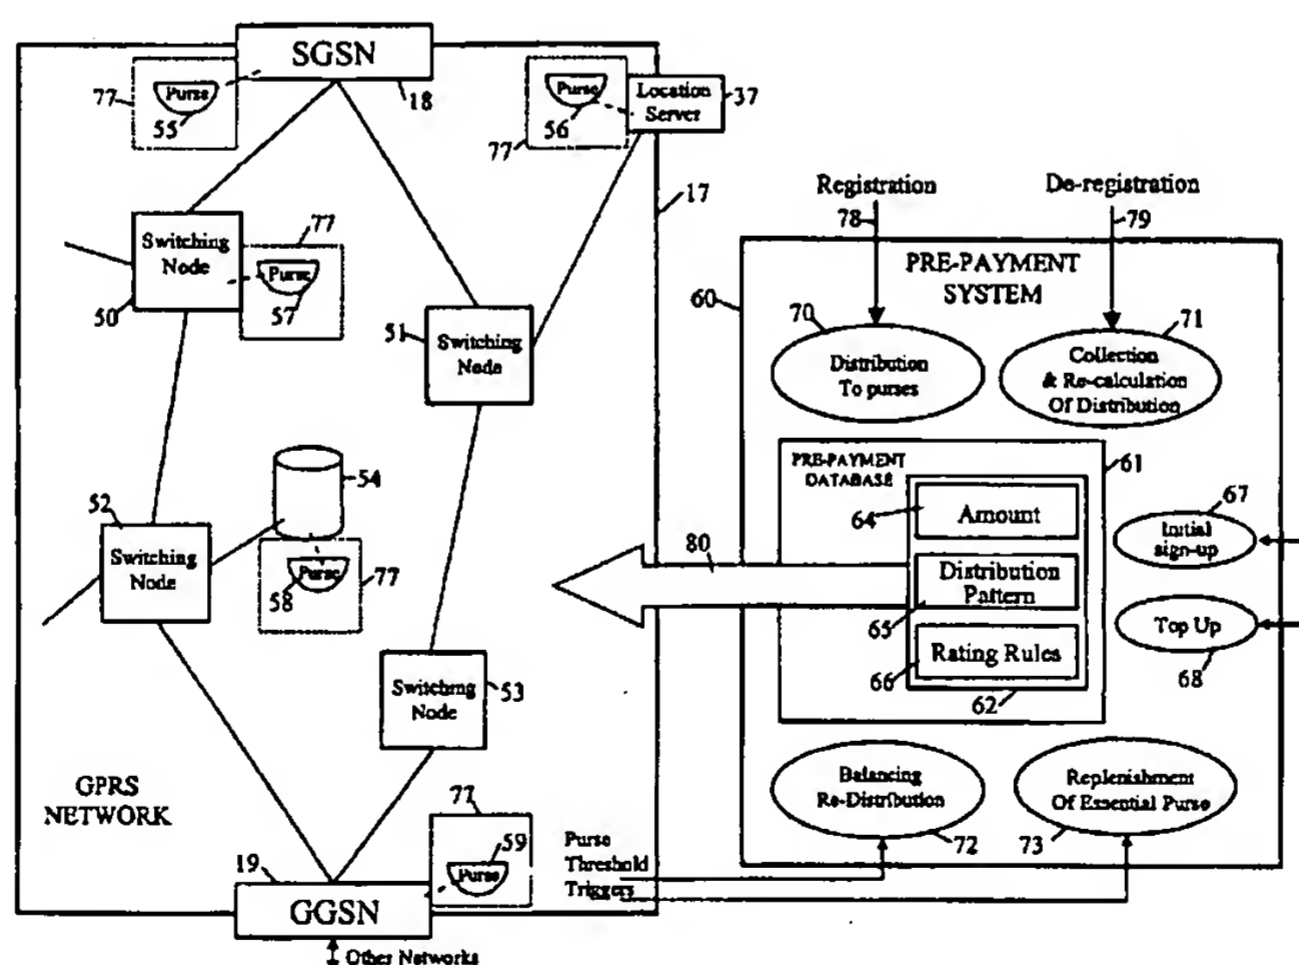 SGSN
18
77
Purse
55
Purse
56
77
Location
Server
37
17
Switching
Node
50
77
Purse
57
51
Switching
Node
54
52
Switching
Node
Purse
58
77
Switching
Node
53
GPRS
NETWORK
77
59
Purse
19
GGSN
Other Networks
Purse
Threshold
Triggers
Registration
78
De-registration
79
PRE-PAYMENT
SYSTEM
60
70
Distribution
To purses
71
Collection
& Re-calculation
Of Distribution
PRE-PAYMENT
DATABASE
61
64
Amount
80
Distribution
Pattern
65
Rating Rules
66
62
67
Initial
sign-up
Top Up
68
Balancing
Re-Distribution
72
Replenishment
Of Essential Purse
73